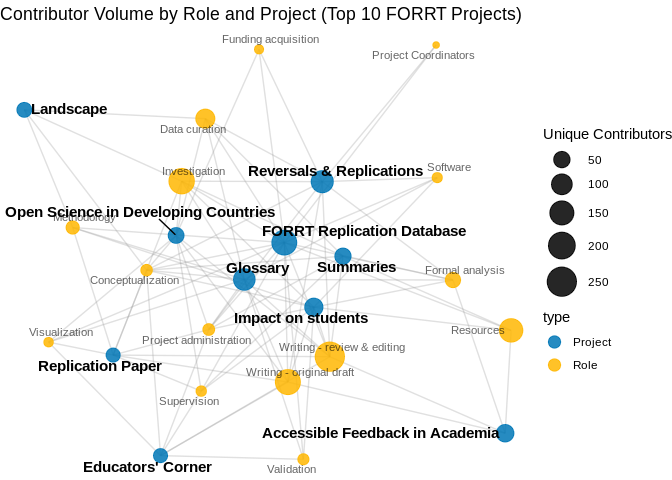 Contributor Volume by Role and Project (Top 10 FORRT Projects)
Funding acquisition
Project Coordinators
Landscape
Data curation
Investigation
Reversals & Replications
Software
Open Science in Developing Countries
Methodology
FORRT Replication Database
Glossary
Summaries
Formal analysis
Conceptualization
Impact on students
Visualization
Project administration
Resources
Writing - review & editing
Replication Paper
Writing - original draft
Supervision
Accessible Feedback in Academia
Educators' Corner
Validation
Unique Contributors
50
100
150
200
250
type
Project
Role